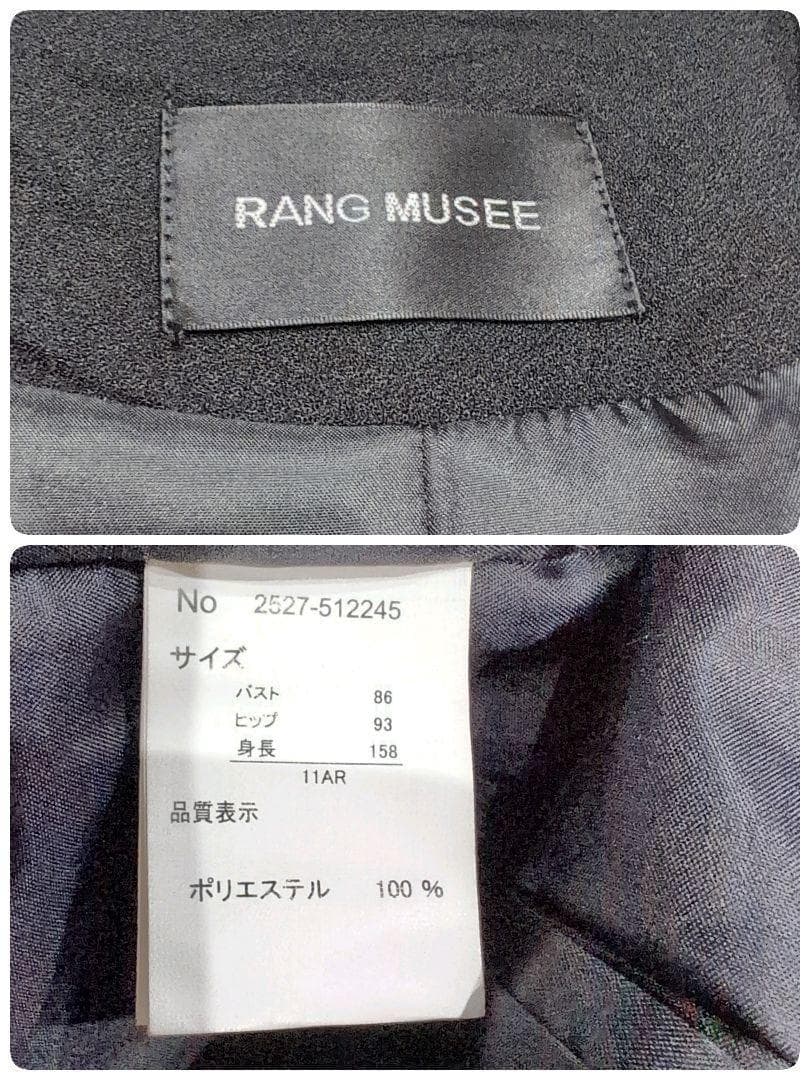 RANG MUSEE
No 2527-512245
サイズ
バスト 86
ヒップ 93
身長 158
11AR
品質表示
ポリエステル 100 %